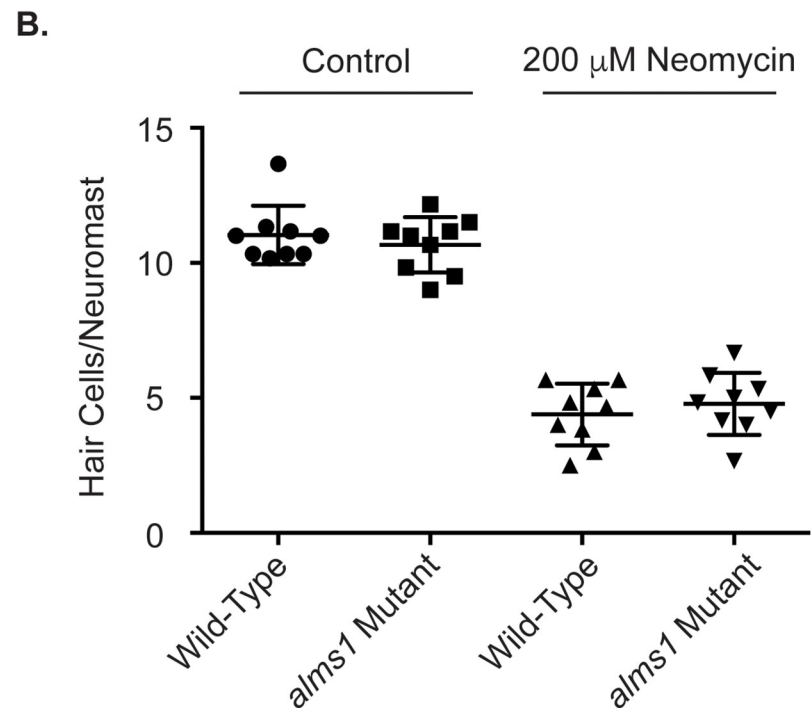 B.
Control
200 μM Neomycin
Hair Cells/Neuromast
15
10
5
0
Wild-Type
alms1 Mutant
Wild-Type
alms1 Mutant